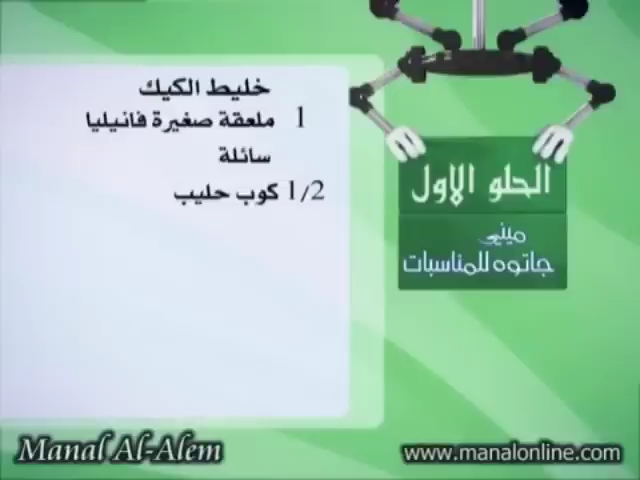 خليط الكيك
1 ملعقة صغيرة فانيليا
سائلة
1/2 كوب حليب
الحلو الاول
ميني
جاتوه للمناسبات
Manal Al-Alem
www.manalonline.com